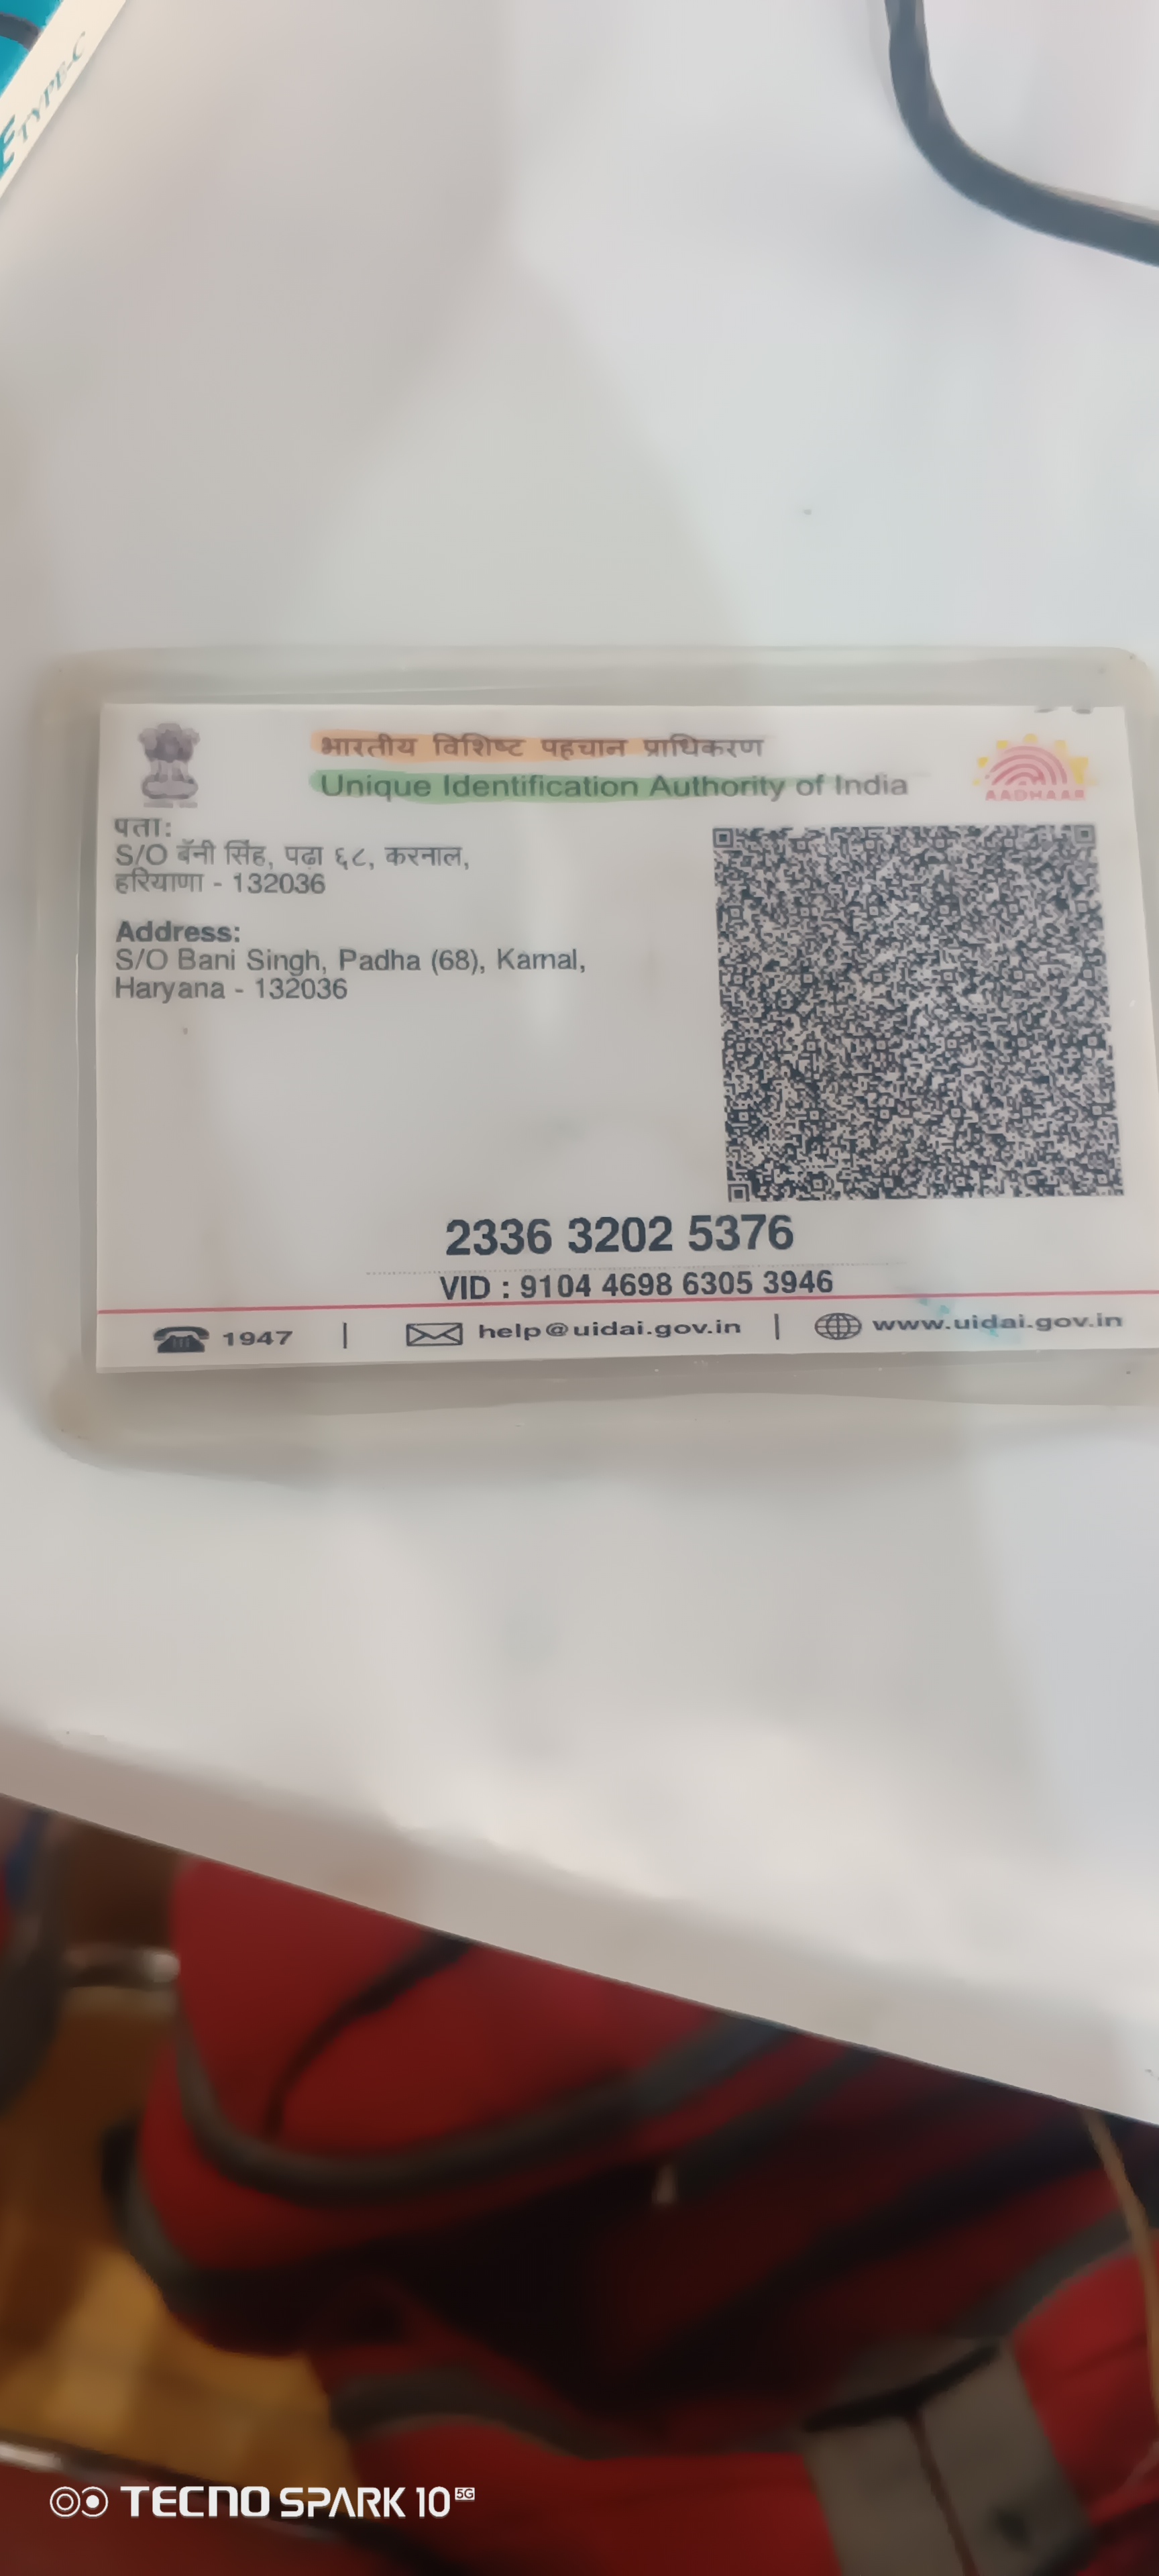 TYPE-C
भारतीय विशिष्ट पहचान प्राधिकरण
Unique Identification Authority of India
AADHAAR
पता:
S/O बॅनी सिंह, पढा ६८, करनाल,
हरियाणा - 132036
Address:
S/O Bani Singh, Padha (68), Karnal,
Haryana - 132036
2336 3202 5376
VID : 9104 4698 6305 3946
1947 | help@uidai.gov.in | www.uidai.gov.in
TECNO SPARK 10 5G